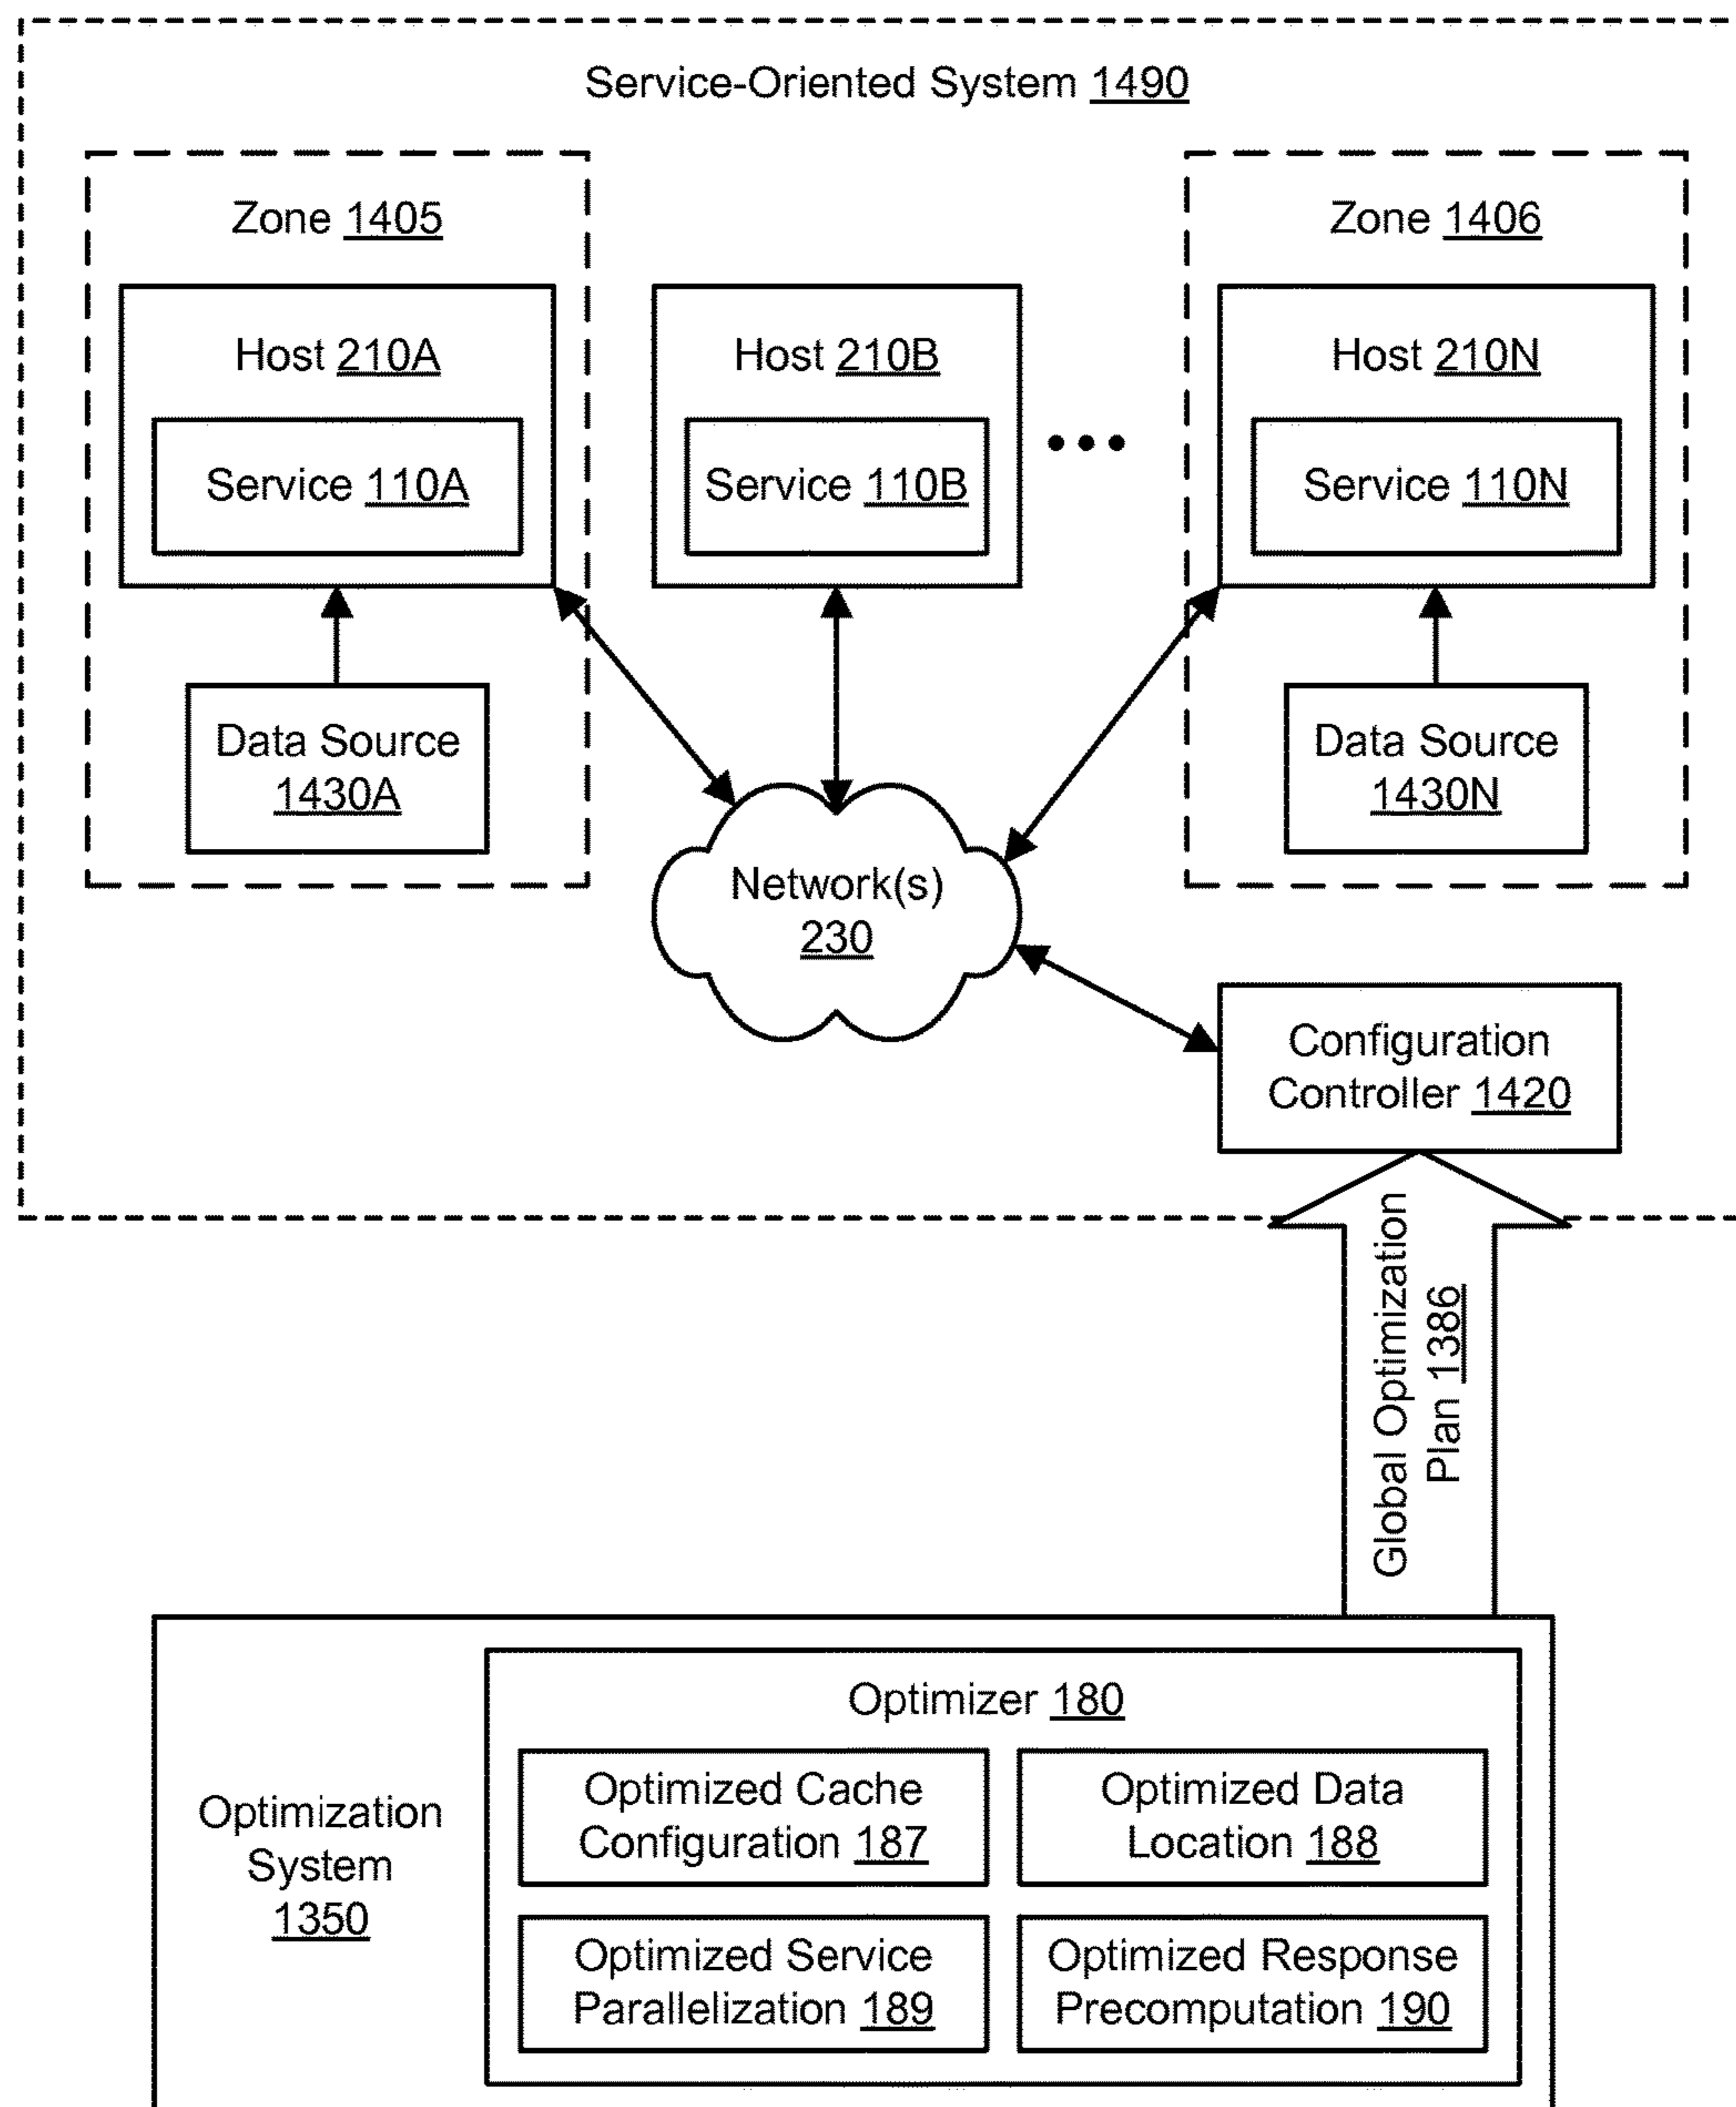 Service-Oriented System 1490
Zone 1405
Zone 1406
Host 210A
Host 210B
Host 210N
Service 110A
Service 110B
Service 110N
Data Source
1430A
Data Source
1430N
Network(s)
230
Configuration
Controller 1420
Global Optimization
Plan 1386
Optimization
System
1350
Optimizer 180
Optimized Cache
Configuration 187
Optimized Data
Location 188
Optimized Service
Parallelization 189
Optimized Response
Precomputation 190